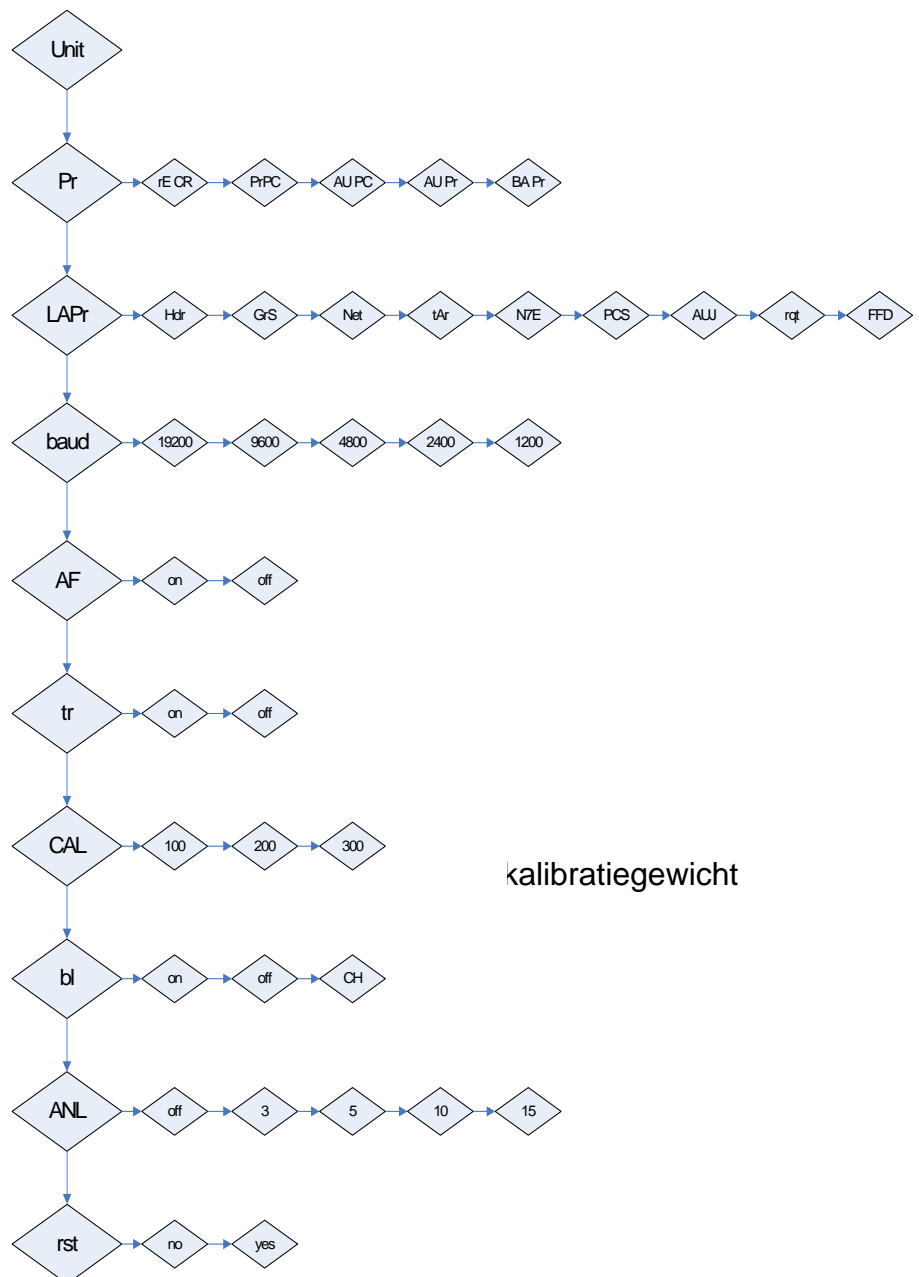 Unit
Pr rE CR PrPC AU PC AU Pr BA Pr
LAPr Hdr GrS Net tAr N7E PCS AUJ rqt FFD
baud 19200 9600 4800 2400 1200
AF on off
tr on off
CAL 100 200 300
kalibratiegewicht
bl on off CH
ANL off 3 5 10 15
rst no yes